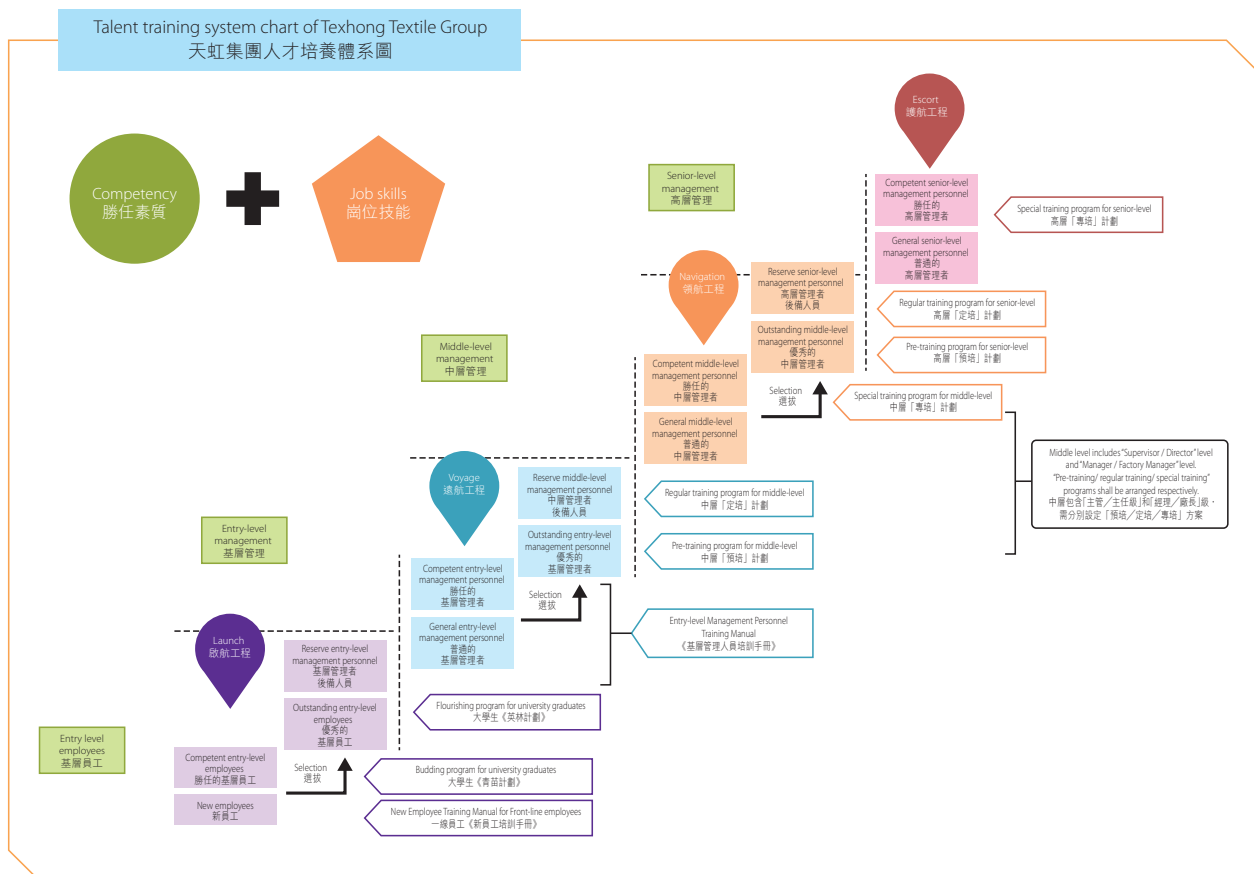 Talent training system chart of Texhong Textile Group
天虹集團人才培養體系圖
Competency
勝任素質
Job skills
崗位技能
Escort
護航工程
Senior-level
management
高層管理
Competent senior-level
management personnel
勝任的
高層管理者
General senior-level
management personnel
普通的
高層管理者
Special training program for senior-level
高層「專培」計劃
Navigation
領航工程
Reserve senior-level
management personnel
高層管理者
後備人員
Outstanding middle-level
management personnel
優秀的
中層管理者
Regular training program for senior-level
高層「定培」計劃
Pre-training program for senior-level
高層「預培」計劃
Middle-level
management
中層管理
Competent middle-level
management personnel
勝任的
中層管理者
General middle-level
management personnel
普通的
中層管理者
Selection
選拔
Special training program for middle-level
中層「專培」計劃
Middle level includes "Supervisor / Director" level
and "Manager / Factory Manager" level.
"Pre-training/ regular training/ special training"
programs shall be arranged respectively.
中層包含「主管／主任級」和「經理／廠長」級，
需分別設定「預培／定培／專培」方案
Voyage
遠航工程
Reserve middle-level
management personnel
中層管理者
後備人員
Outstanding entry-level
management personnel
優秀的
基層管理者
Regular training program for middle-level
中層「定培」計劃
Pre-training program for middle-level
中層「預培」計劃
Entry-level
management
基層管理
Competent entry-level
management personnel
勝任的
基層管理者
General entry-level
management personnel
普通的
基層管理者
Selection
選拔
Entry-level Management Personnel
Training Manual
《基層管理人員培訓手冊》
Launch
啟航工程
Reserve entry-level
management personnel
基層管理者
後備人員
Outstanding entry-level
employees
優秀的
基層員工
Flourishing program for university graduates
大學生《英林計劃》
Entry level
employees
基層員工
Competent entry-level
employees
勝任的基層員工
New employees
新員工
Selection
選拔
Budding program for university graduates
大學生《青苗計劃》
New Employee Training Manual for Front-line employees
一線員工《新員工培訓手冊》